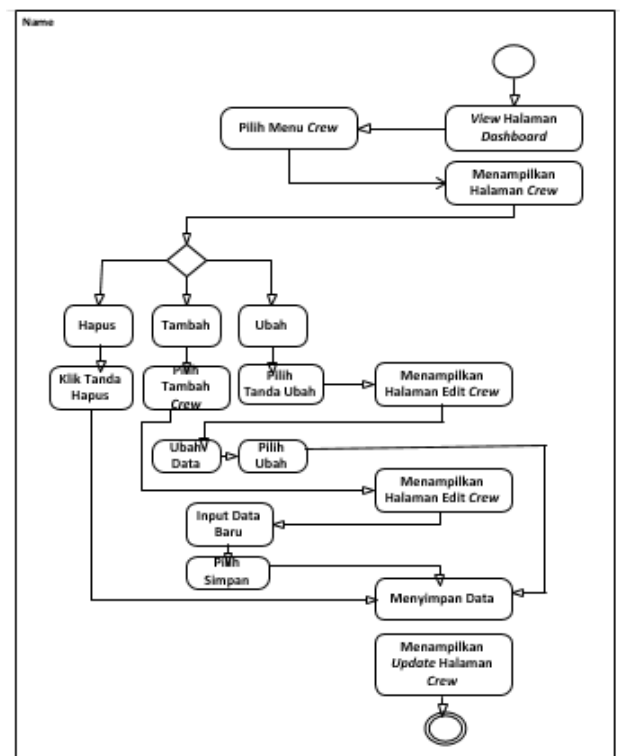 Name
View Halaman
Dashboard
Pilih Menu Crew
Menampilkan
Halaman Crew
Hapus
Tambah
Ubah
Klik Tanda
Hapus
Pilih
Tambah
Crew
Pilih
Tanda Ubah
Menampilkan
Halaman Edit Crew
Ubah
Data
Pilih
Ubah
Menampilkan
Halaman Edit Crew
Input Data
Baru
Pilih
Simpan
Menyimpan Data
Menampilkan
Update Halaman
Crew